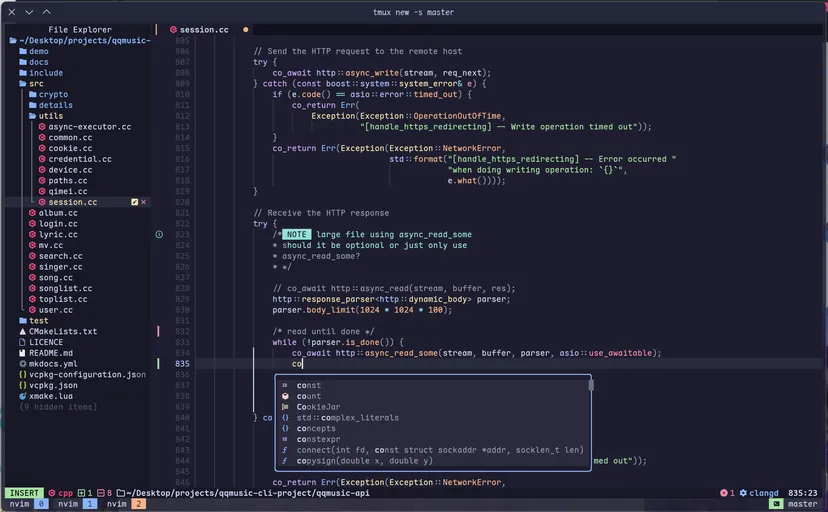 tmux new -s master
File Explorer
~/Desktop/projects/qqmusic-
demo
docs
include
src
crypto
details
utils
async-executor.cc
common.cc
cookie.cc
credential.cc
device.cc
paths.cc
qimei.cc
session.cc
album.cc
login.cc
lyric.cc
mv.cc
search.cc
singer.cc
song.cc
songlist.cc
toplist.cc
user.cc
test
CMakeLists.txt
LICENCE
README.md
mkdocs.yml
vcpkg-configuration.json
vcpkg.json
xmake.lua
(9 hidden items)
session.cc
805
806 // Send the HTTP request to the remote host
807 try {
808 co_await http::async_write(stream, req_next);
809 } catch (const boost::system::system_error& e) {
810 if (e.code() == asio::error::timed_out) {
811 co_return Err(
812 Exception(Exception::OperationOutOfTime,
813 "[handle_https_redirecting] -- Write operation timed out"));
814 }
815 co_return Err(Exception(Exception::NetworkError,
816 std::format("[handle_https_redirecting] -- Error occurred "
817 "when doing writing operation: `{}`",
818 e.what())));
819 }
820
821 // Receive the HTTP response
822 try {
823 /* NOTE large file using async_read_some
824 * should it be optional or just only use
825 * async_read_some?
826 * */
827
828 // co_await http::async_read(stream, buffer, res);
829 http::response_parser<http::dynamic_body> parser;
830 parser.body_limit(1024 * 1024 * 100);
831
832 /* read until done */
833 while (!parser.is_done()) {
834 co_await http::async_read_some(stream, buffer, parser, asio::use_awaitable);
835 co
836
837 const
838 count
839 CookieJar
840 } ca std::complex_literals
841 concepts
842 constexpr
843 connect(int fd, const struct sockaddr *addr, socklen_t len)
844 copysign(double x, double y) med out"));
845
846 co_return Err(Exception(Exception::NetworkError,
INSERT cpp 1 8 ~/Desktop/projects/qqmusic-cli-project/qqmusic-api 1 clangd 835:23
nvim 0 nvim 1 nvim 2 master